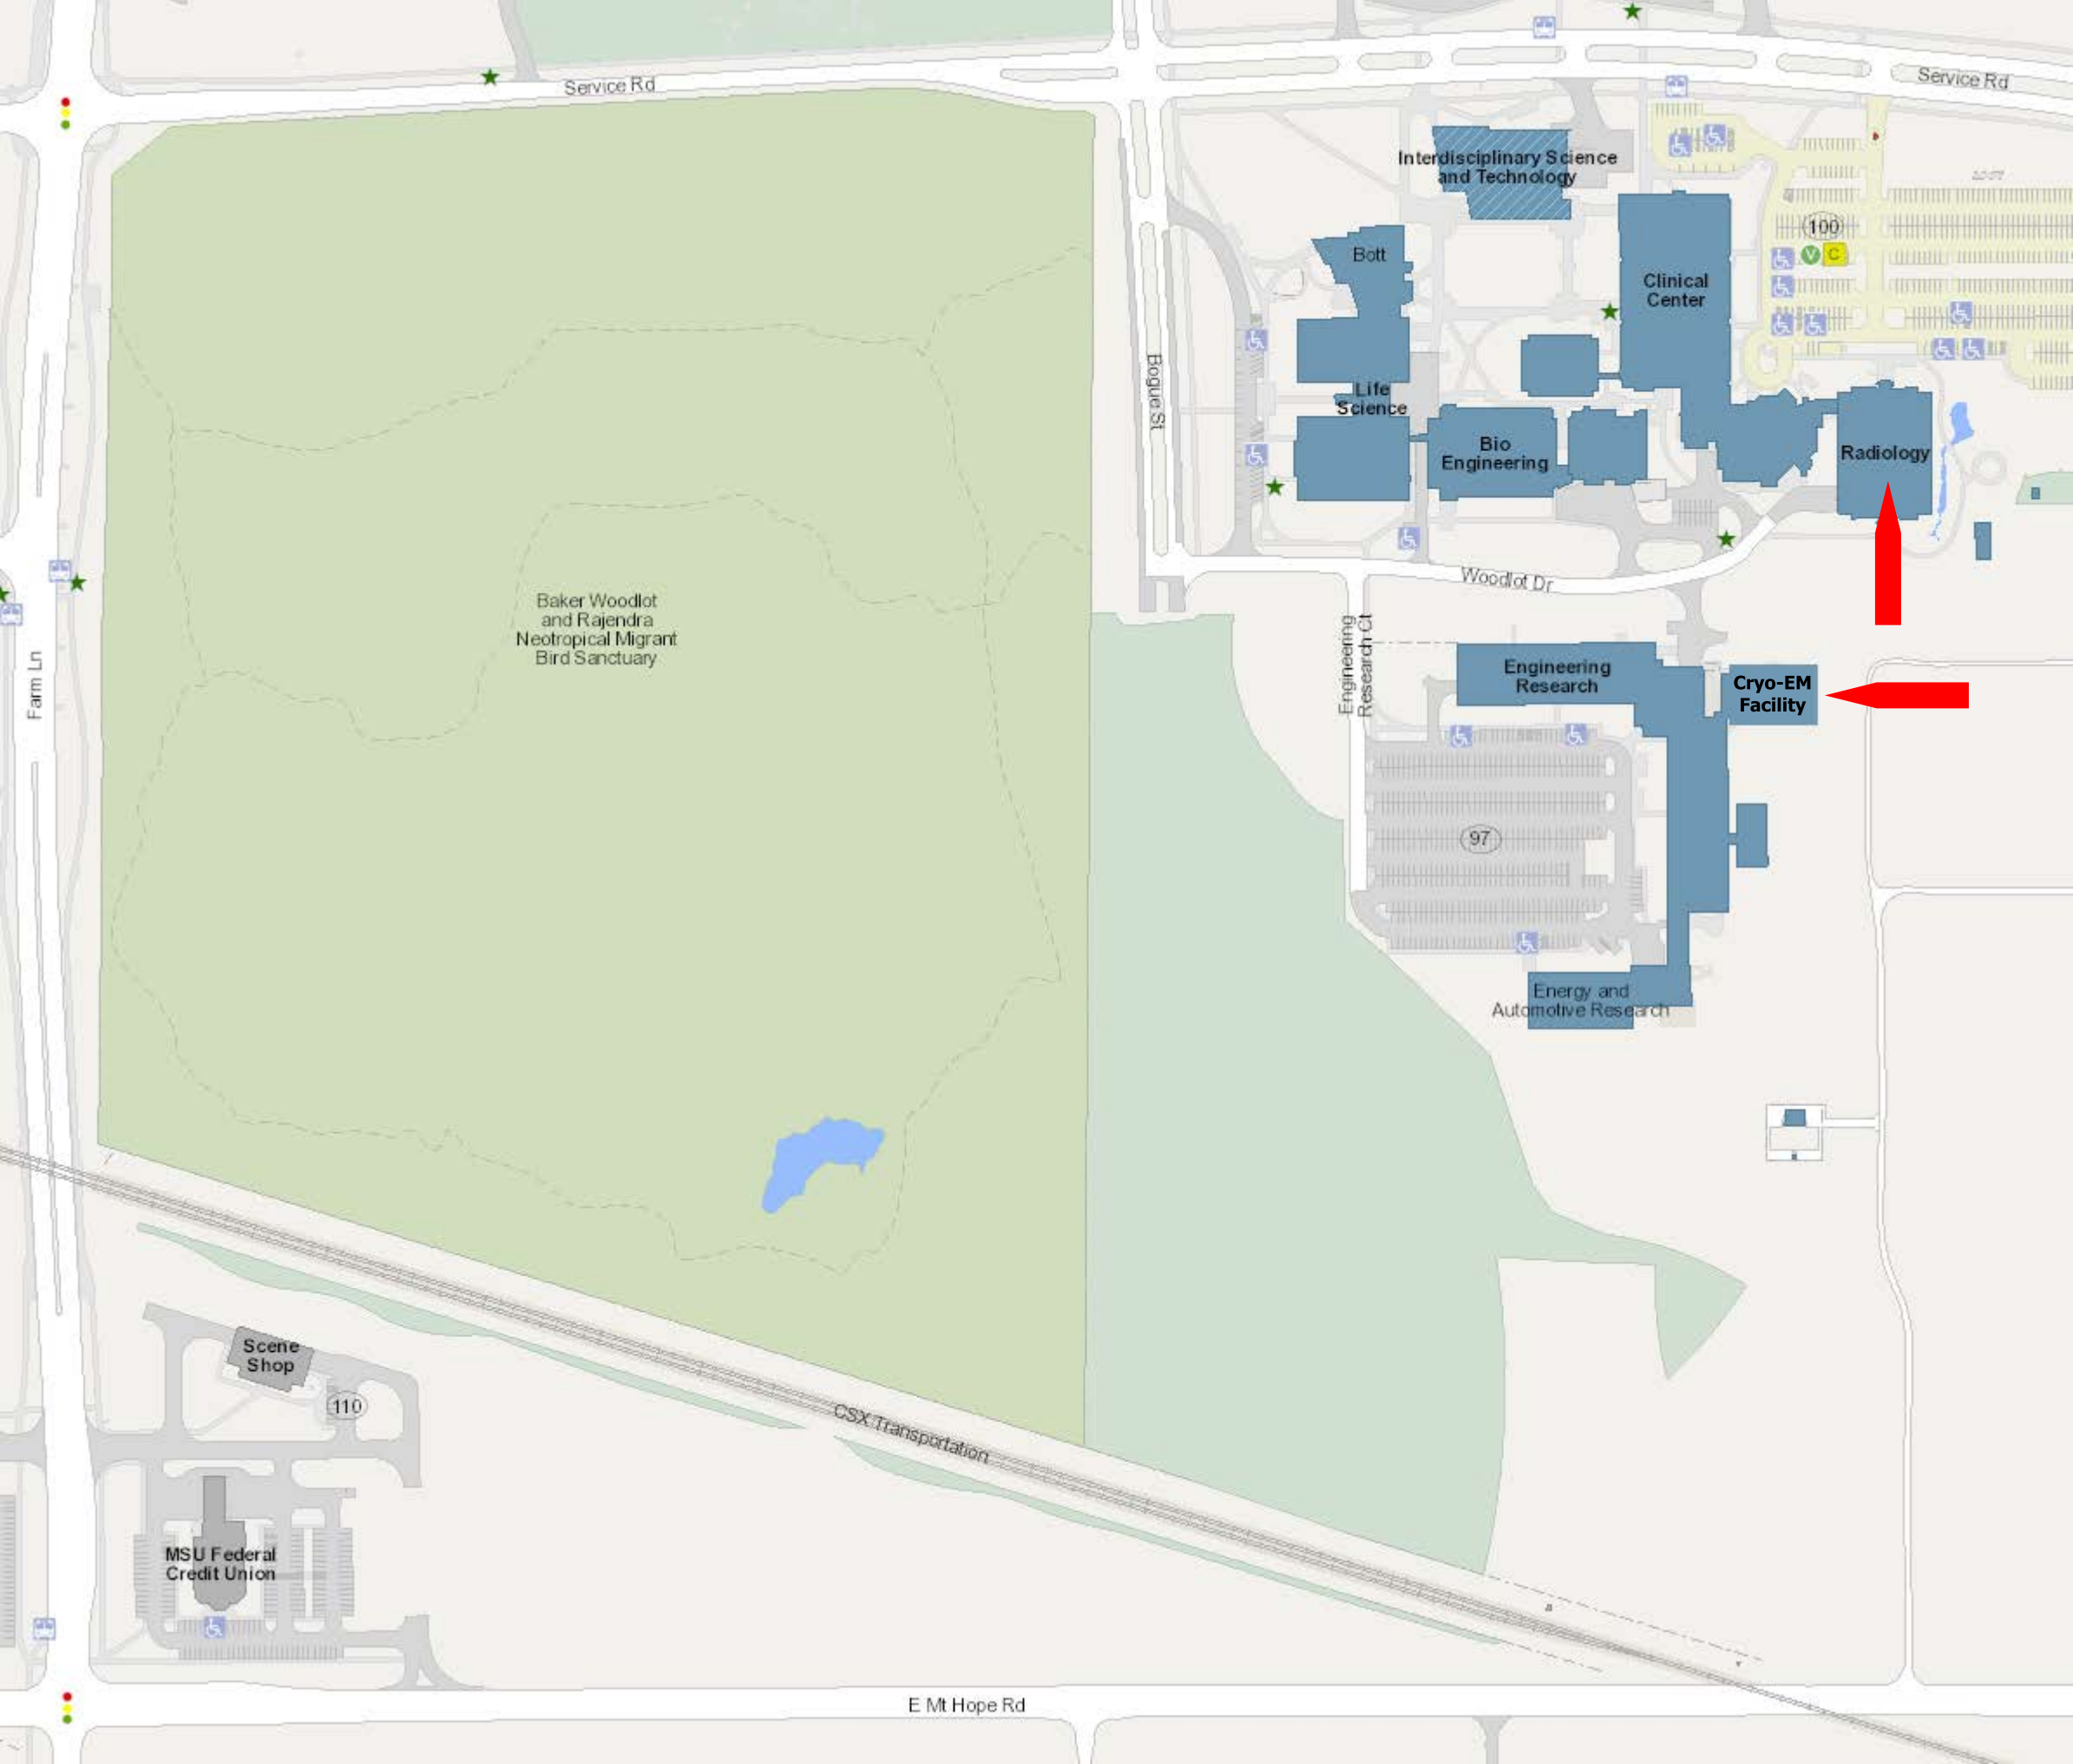 Service Rd
Service Rd
Interdisciplinary Science
and Technology
Bott
100
V
C
Clinical
Center
Bogue St
Life
Science
Bio
Engineering
Radiology
Woodlot Dr
Baker Woodlot
and Rajendra
Neotropical Migrant
Bird Sanctuary
Farm Ln
Engineering
Research Ct
Engineering
Research
Cryo-EM
Facility
97
Energy and
Automotive Research
Scene
Shop
110
CSX Transportation
MSU Federal
Credit Union
E Mt Hope Rd